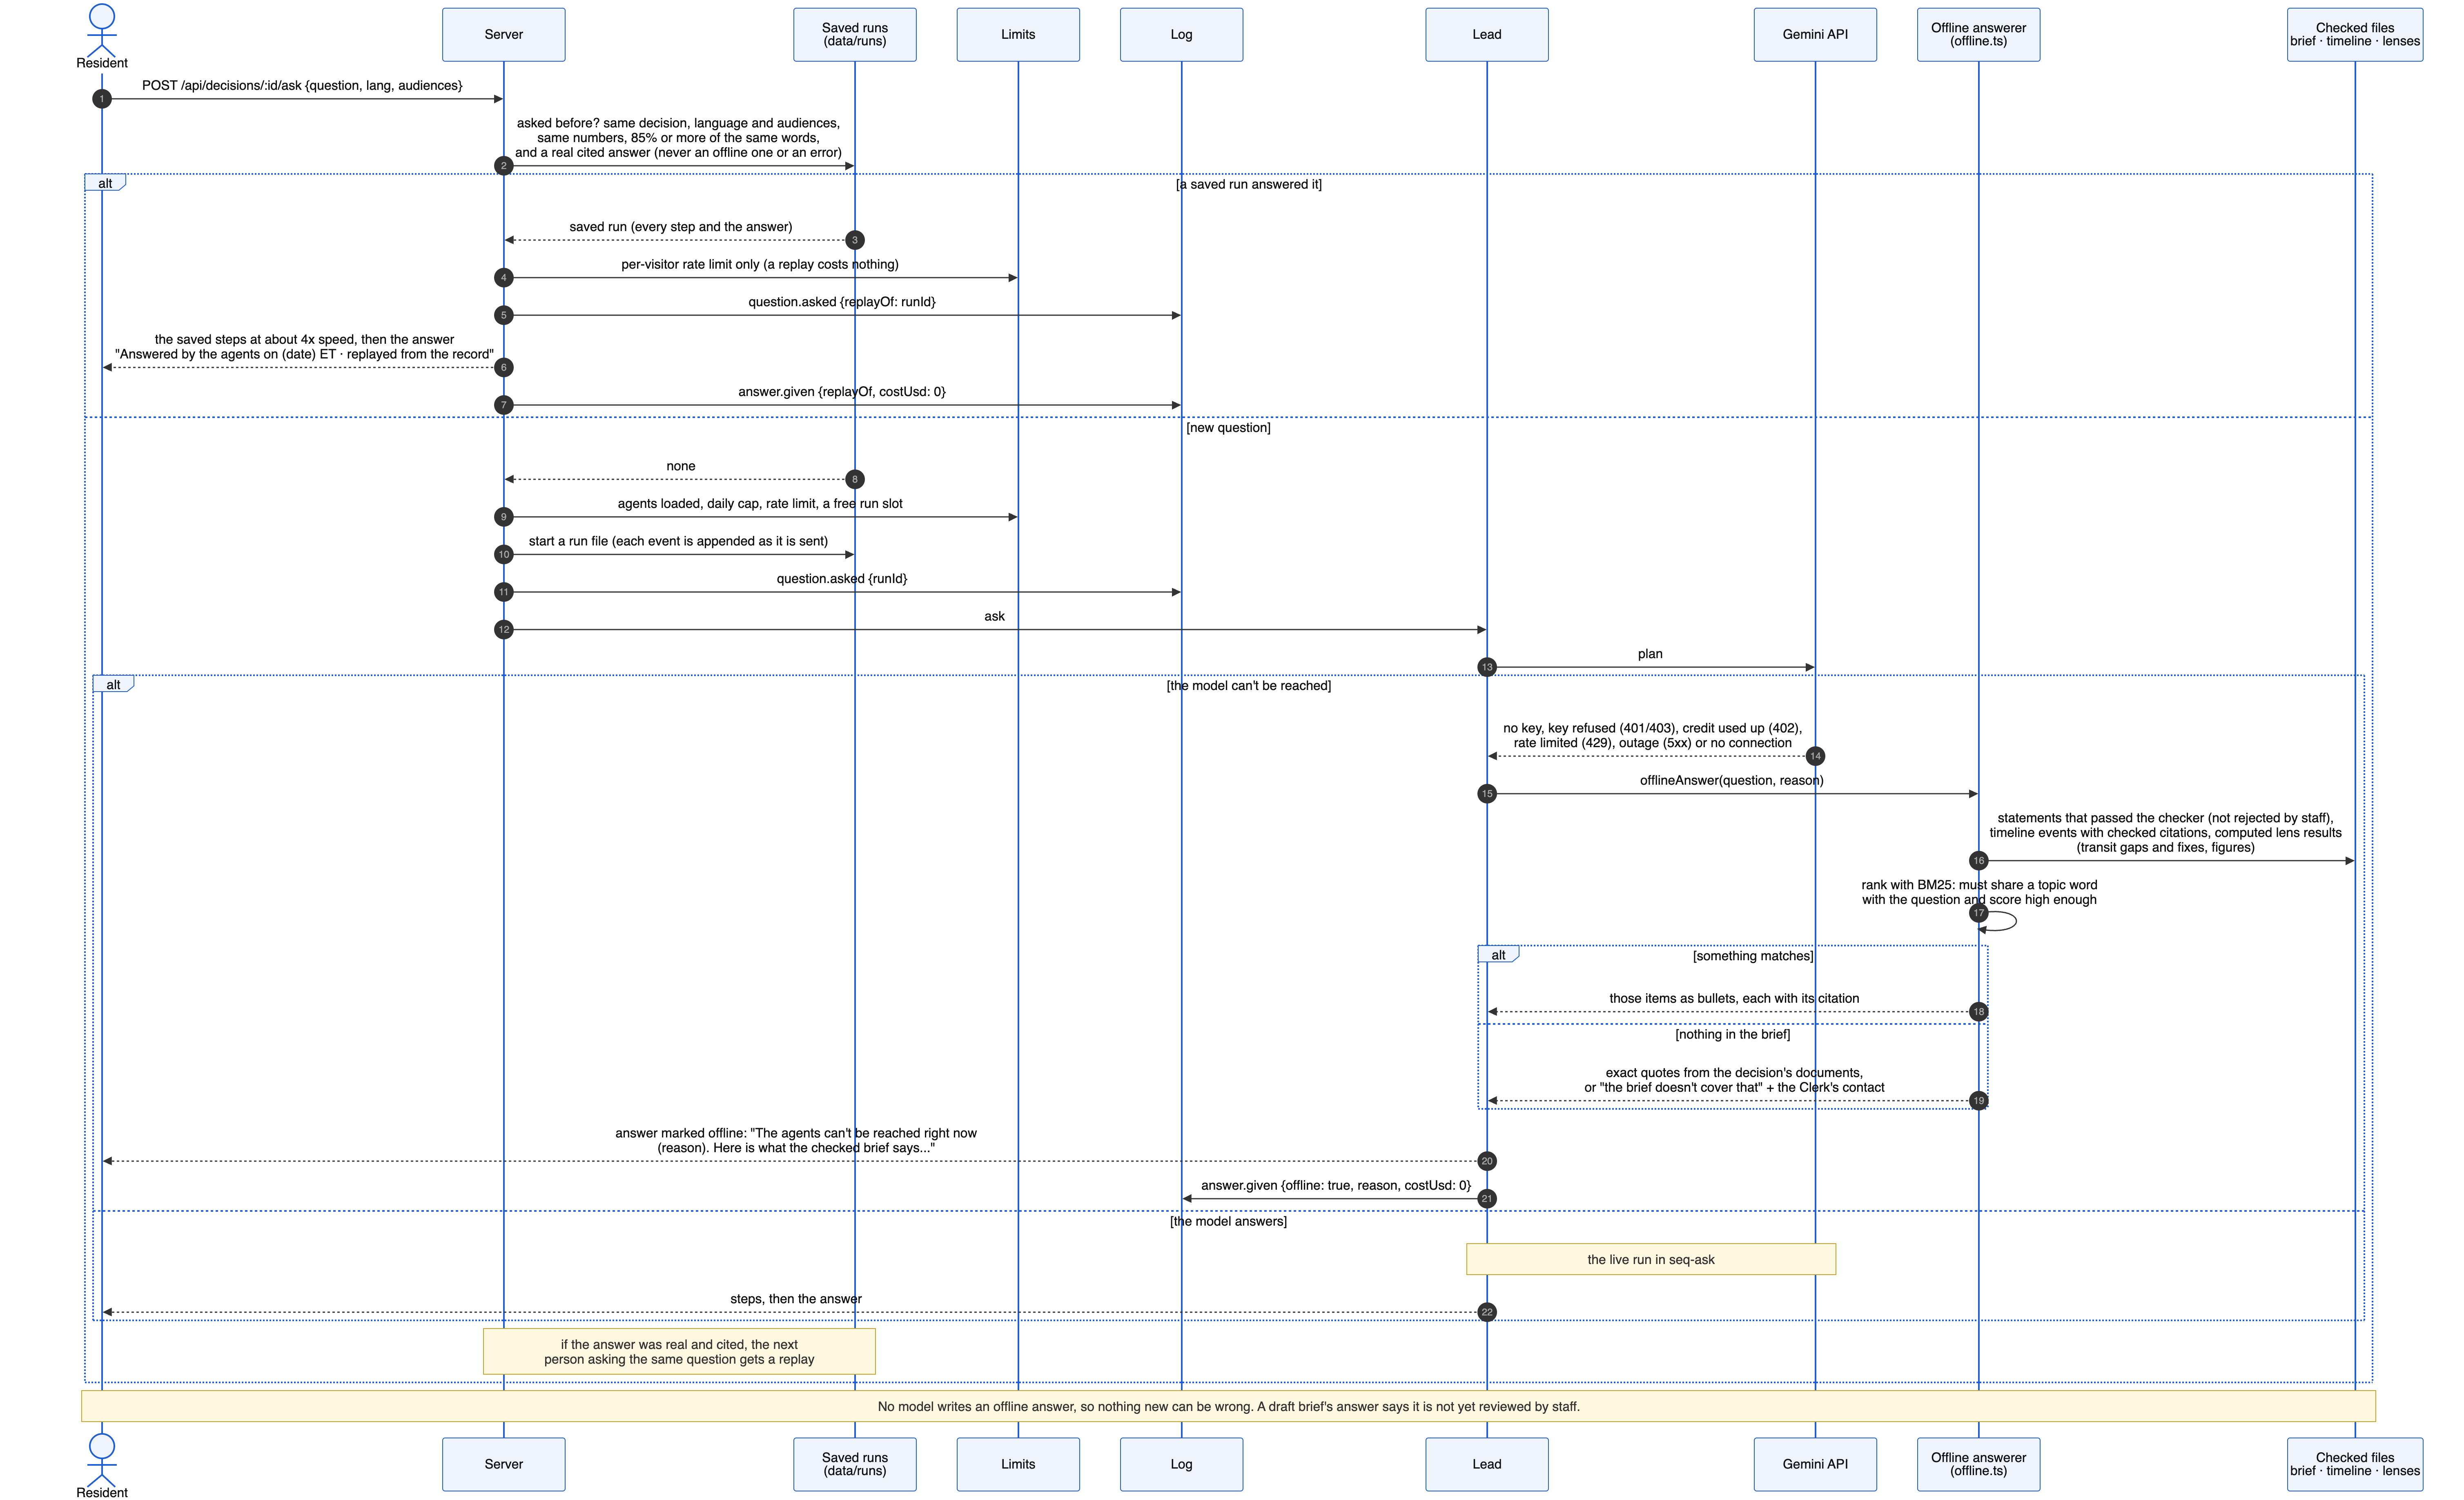 Resident
Server
Saved runs
(data/runs)
Limits
Log
Lead
Gemini API
Offline answerer
(offline.ts)
Checked files
brief · timeline · lenses
1
POST /api/decisions/:id/ask {question, lang, audiences}
asked before? same decision, language and audiences,
same numbers, 85% or more of the same words,
and a real cited answer (never an offline one or an error)
2
alt
[a saved run answered it]
saved run (every step and the answer)
3
per-visitor rate limit only (a replay costs nothing)
4
question.asked {replayOf: runId}
5
the saved steps at about 4x speed, then the answer
"Answered by the agents on (date) ET · replayed from the record"
6
answer.given {replayOf, costUsd: 0}
7
[new question]
none
8
agents loaded, daily cap, rate limit, a free run slot
9
start a run file (each event is appended as it is sent)
10
question.asked {runId}
11
ask
12
plan
13
alt
[the model can't be reached]
no key, key refused (401/403), credit used up (402),
rate limited (429), outage (5xx) or no connection
14
offlineAnswer(question, reason)
15
statements that passed the checker (not rejected by staff),
timeline events with checked citations, computed lens results
(transit gaps and fixes, figures)
16
rank with BM25: must share a topic word
with the question and score high enough
17
alt
[something matches]
those items as bullets, each with its citation
18
[nothing in the brief]
exact quotes from the decision's documents,
or "the brief doesn't cover that" + the Clerk's contact
19
answer marked offline: "The agents can't be reached right now
(reason). Here is what the checked brief says..."
20
answer.given {offline: true, reason, costUsd: 0}
21
[the model answers]
the live run in seq-ask
steps, then the answer
22
if the answer was real and cited, the next
person asking the same question gets a replay
No model writes an offline answer, so nothing new can be wrong. A draft brief's answer says it is not yet reviewed by staff.
Resident
Server
Saved runs
(data/runs)
Limits
Log
Lead
Gemini API
Offline answerer
(offline.ts)
Checked files
brief · timeline · lenses